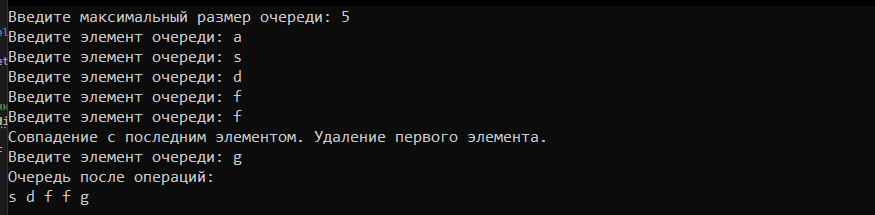 Введите максимальный размер очереди: 5
Введите элемент очереди: a
Введите элемент очереди: s
Введите элемент очереди: d
Введите элемент очереди: f
Введите элемент очереди: f
Совпадение с последним элементом. Удаление первого элемента.
Введите элемент очереди: g
Очередь после операций:
s d f f g